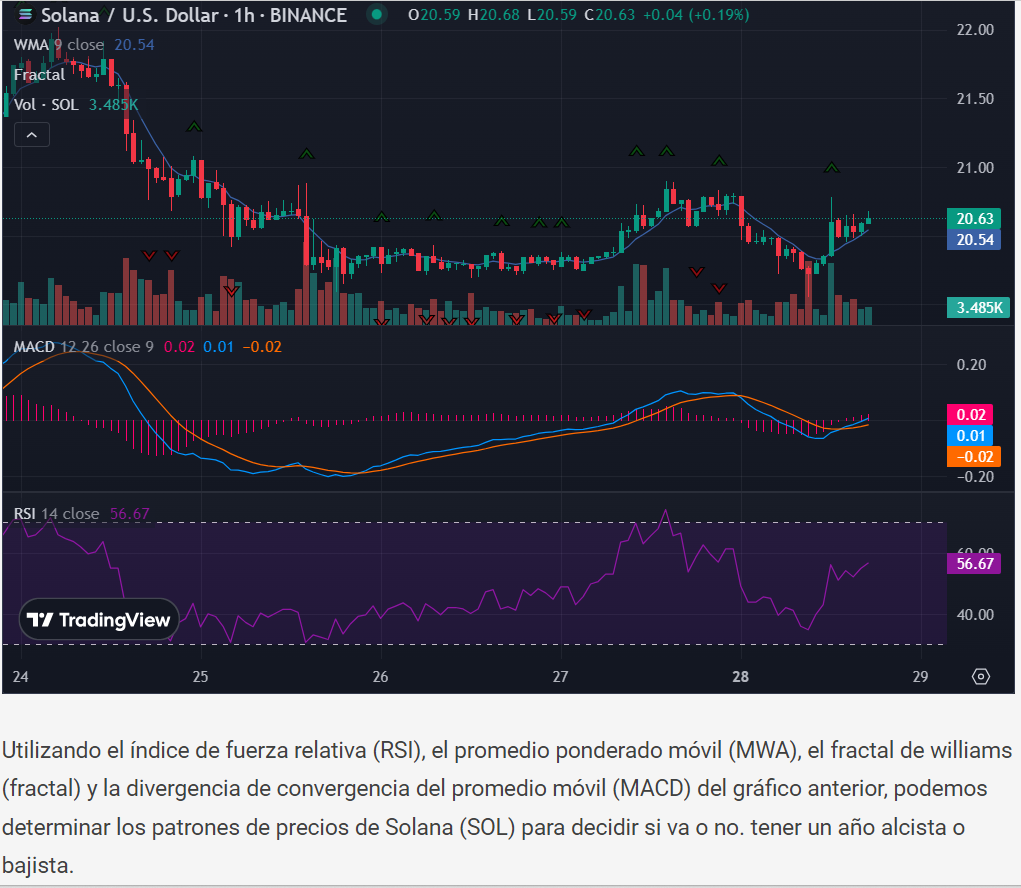 Solana / U.S. Dollar · 1h · BINANCE O20.59 H20.68 L20.59 C20.63 +0.04 (+0.19%)
WMA 9 close 20.54
Fractal
Vol · SOL 3.485K
22.00
21.50
21.00
20.63
20.54
3.485K
MACD 12 26 close 9 0.02 0.01 −0.02
0.20
0.02
0.01
−0.02
−0.20
RSI 14 close 56.67
60.00
56.67
40.00
TradingView
24 25 26 27 28 29
Utilizando el índice de fuerza relativa (RSI), el promedio ponderado móvil (MWA), el fractal de williams
(fractal) y la divergencia de convergencia del promedio móvil (MACD) del gráfico anterior, podemos
determinar los patrones de precios de Solana (SOL) para decidir si va o no. tener un año alcista o
bajista.